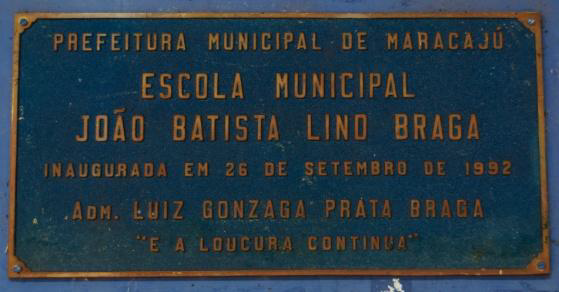 PREFEITURA MUNICIPAL DE MARACAJÚ
ESCOLA MUNICIPAL
JOÃO BATISTA LINO BRAGA
INAUGURADA EM 26 DE SETEMBRO DE 1992
ADM. LUIZ GONZAGA PRATA BRAGA
"E A LOUCURA CONTINUA"